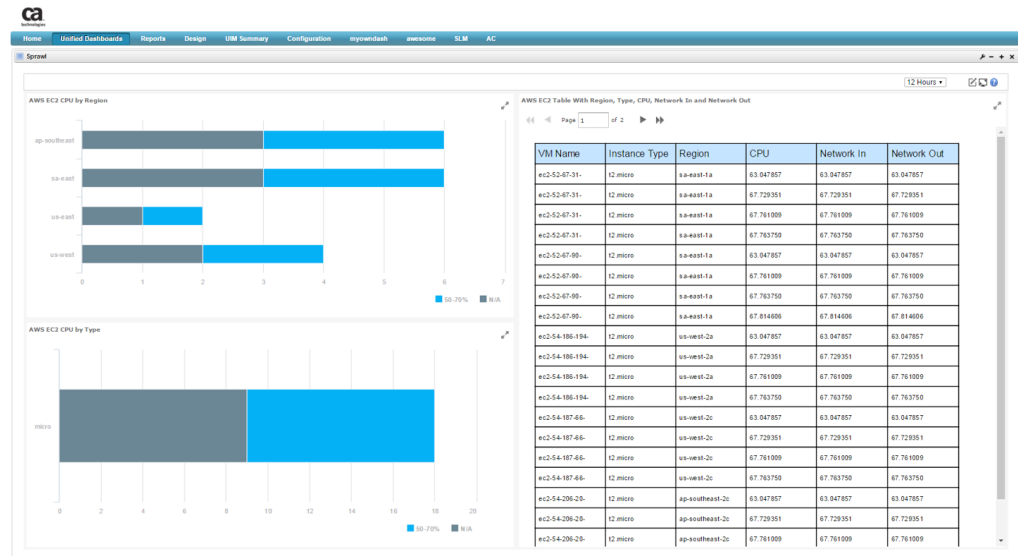 ca
technologies
Home Unified Dashboards Reports Design UIM Summary Configuration myowndash awesome SLM AC
Sprawl
12 Hours
AWS EC2 CPU by Region
ap-southeast
sa-east
us-east
us-west
0 1 2 3 4 5 6 7
50-70% N/A
AWS EC2 CPU by Type
micro
0 2 4 6 8 10 12 14 16 18 20
50-70% N/A
AWS EC2 Table With Region, Type, CPU, Network In and Network Out
Page 1 of 2
VM Name Instance Type Region CPU Network In Network Out
ec2-52-67-31- t2.micro sa-east-1a 63.047857 63.047857 63.047857
ec2-52-67-31- t2.micro sa-east-1a 67.729351 67.729351 67.729351
ec2-52-67-31- t2.micro sa-east-1a 67.761009 67.761009 67.761009
ec2-52-67-31- t2.micro sa-east-1a 67.763750 67.763750 67.763750
ec2-52-67-90- t2.micro sa-east-1a 63.047857 63.047857 63.047857
ec2-52-67-90- t2.micro sa-east-1a 67.761009 67.761009 67.761009
ec2-52-67-90- t2.micro sa-east-1a 67.763750 67.763750 67.763750
ec2-52-67-90- t2.micro sa-east-1a 67.814606 67.814606 67.814606
ec2-54-186-194- t2.micro us-west-2a 63.047857 63.047857 63.047857
ec2-54-186-194- t2.micro us-west-2a 67.729351 67.729351 67.729351
ec2-54-186-194- t2.micro us-west-2a 67.761009 67.761009 67.761009
ec2-54-186-194- t2.micro us-west-2a 67.763750 67.763750 67.763750
ec2-54-187-66- t2.micro us-west-2c 63.047857 63.047857 63.047857
ec2-54-187-66- t2.micro us-west-2c 67.729351 67.729351 67.729351
ec2-54-187-66- t2.micro us-west-2c 67.761009 67.761009 67.761009
ec2-54-187-66- t2.micro us-west-2c 67.763750 67.763750 67.763750
ec2-54-206-20- t2.micro ap-southeast-2c 63.047857 63.047857 63.047857
ec2-54-206-20- t2.micro ap-southeast-2c 67.729351 67.729351 67.729351
ec2-54-206-20- t2.micro ap-southeast-2c 67.761009 67.761009 67.761009